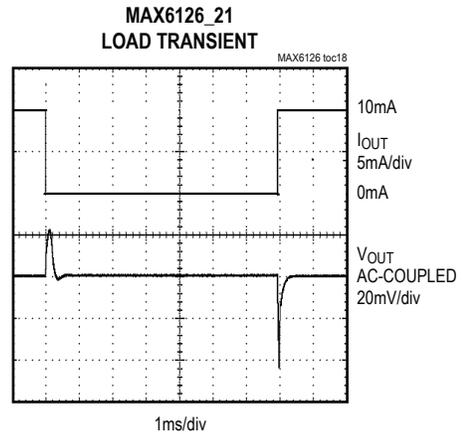 MAX6126_21
LOAD TRANSIENT
MAX6126 toc18
10mA
IOUT
5mA/div
0mA
VOUT
AC-COUPLED
20mV/div
1ms/div